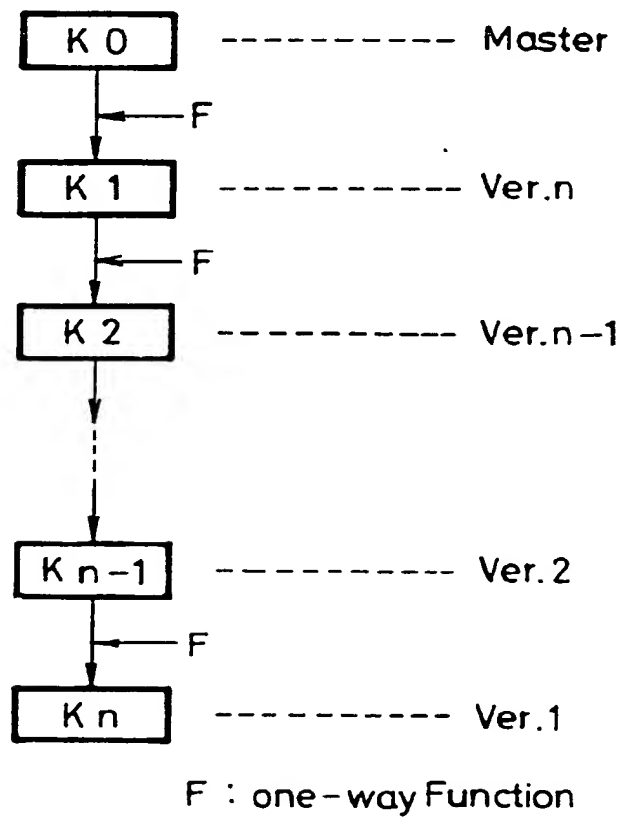 K 0 ---------- Master
F
K 1 ---------- Ver.n
F
K 2 ---------- Ver.n-1
K n-1 ---------- Ver.2
F
K n ---------- Ver.1
F : one-way Function